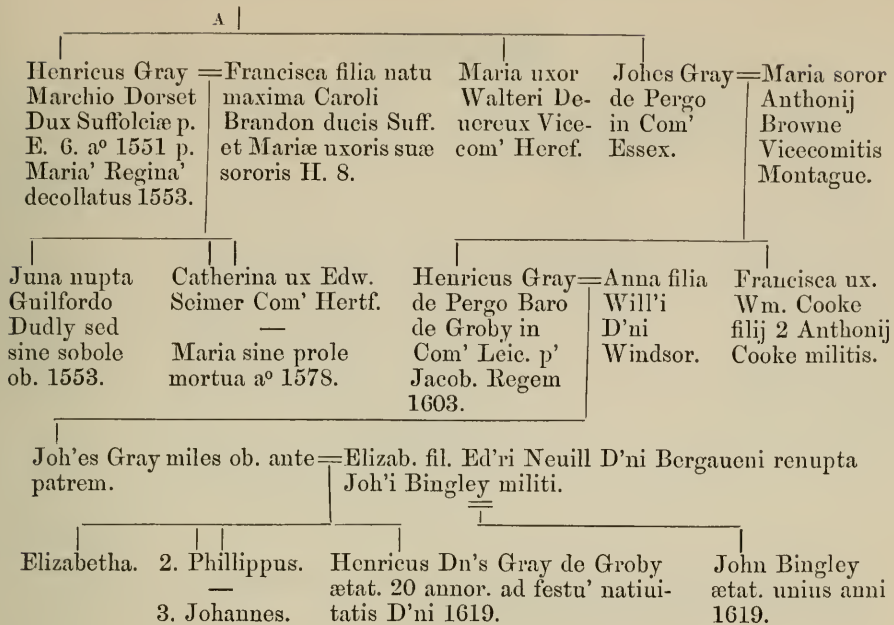 A
Henricus Gray = Francisca filia natu
Marchio Dorset maxima Caroli
Dux Suffolciæ p. Brandon ducis Suff.
E. 6. aº 1551 p. et Mariæ uxoris suæ
Maria' Regina' sororis H. 8.
decollatus 1553.
Maria uxor
Walteri De-
uereux Vice-
com' Heref.
Johes Gray = Maria soror
de Pergo Anthonij
in Com' Browne
Essex. Vicecomitis
Montague.
Juna nupta
Guilfordo
Dudly sed
sine sobole
ob. 1553.
Catherina ux Edw.
Seimer Com' Hertf.
—
Maria sine prole
mortua aº 1578.
Henricus Gray = Anna filia
de Pergo Baro Will'i
de Groby in D'ni
Com' Leic. p' Windsor.
Jacob. Regem
1603.
Francisca ux.
Wm. Cooke
filij 2 Anthonij
Cooke militis.
Joh'es Gray miles ob. ante = Elizab. fil. Ed'ri Neuill D'ni Bergaueni renupta
patrem. Joh'i Bingley militi.
Elizabetha.
2. Phillippus.
—
3. Johannes.
Henricus Dn's Gray de Groby
ætat. 20 annor. ad festu' natiui-
tatis D'ni 1619.
John Bingley
ætat. unius anni
1619.